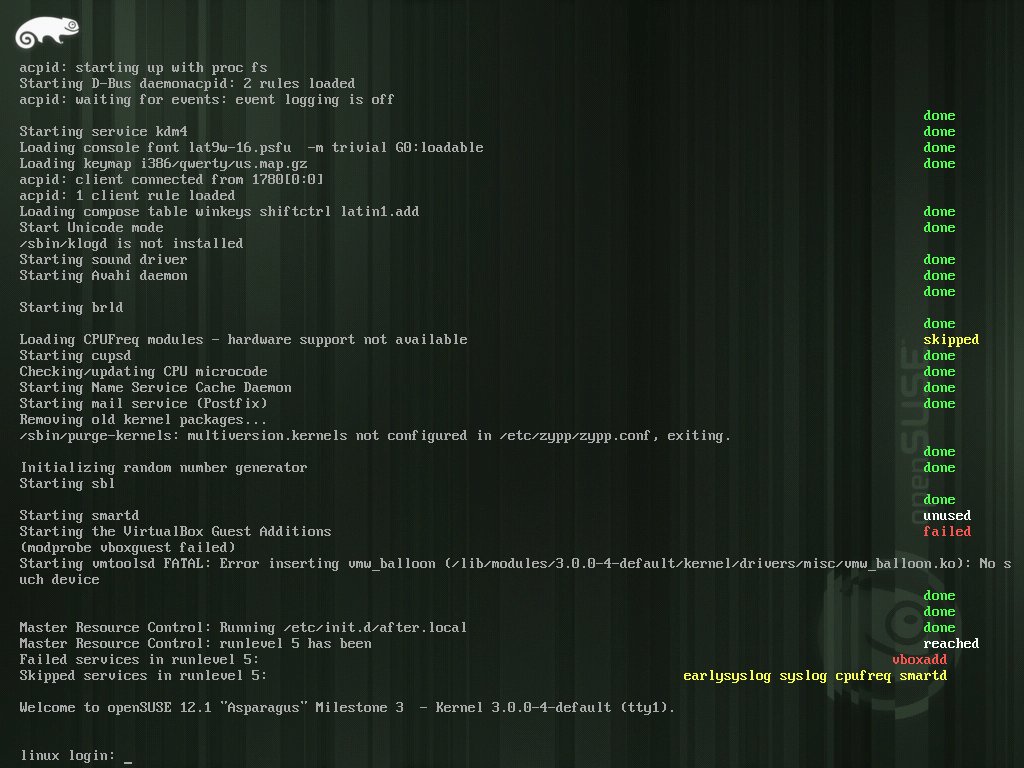 acpid: starting up with proc fs
Starting D-Bus daemonacpid: 2 rules loaded
acpid: waiting for events: event logging is off
done
Starting service kdm4 done
Loading console font lat9w-16.psfu  -m trivial G0:loadable done
Loading keymap i386/qwerty/us.map.gz done
acpid: client connected from 1780[0:0]
acpid: 1 client rule loaded
Loading compose table winkeys shiftctrl latin1.add done
Start Unicode mode done
/sbin/klogd is not installed
Starting sound driver done
Starting Avahi daemon done
done
Starting brld
done
Loading CPUFreq modules - hardware support not available skipped
Starting cupsd done
Checking/updating CPU microcode done
Starting Name Service Cache Daemon done
Starting mail service (Postfix) done
Removing old kernel packages...
/sbin/purge-kernels: multiversion.kernels not configured in /etc/zypp/zypp.conf, exiting.
done
Initializing random number generator done
Starting sbl
done
Starting smartd unused
Starting the VirtualBox Guest Additions failed
(modprobe vboxguest failed)
Starting vmtoolsd FATAL: Error inserting vmw_balloon (/lib/modules/3.0.0-4-default/kernel/drivers/misc/vmw_balloon.ko): No s
uch device
done
done
Master Resource Control: Running /etc/init.d/after.local done
Master Resource Control: runlevel 5 has been reached
Failed services in runlevel 5: vboxadd
Skipped services in runlevel 5: earlysyslog syslog cpufreq smartd
Welcome to openSUSE 12.1 "Asparagus" Milestone 3  - Kernel 3.0.0-4-default (tty1).
linux login: _
openSUSE